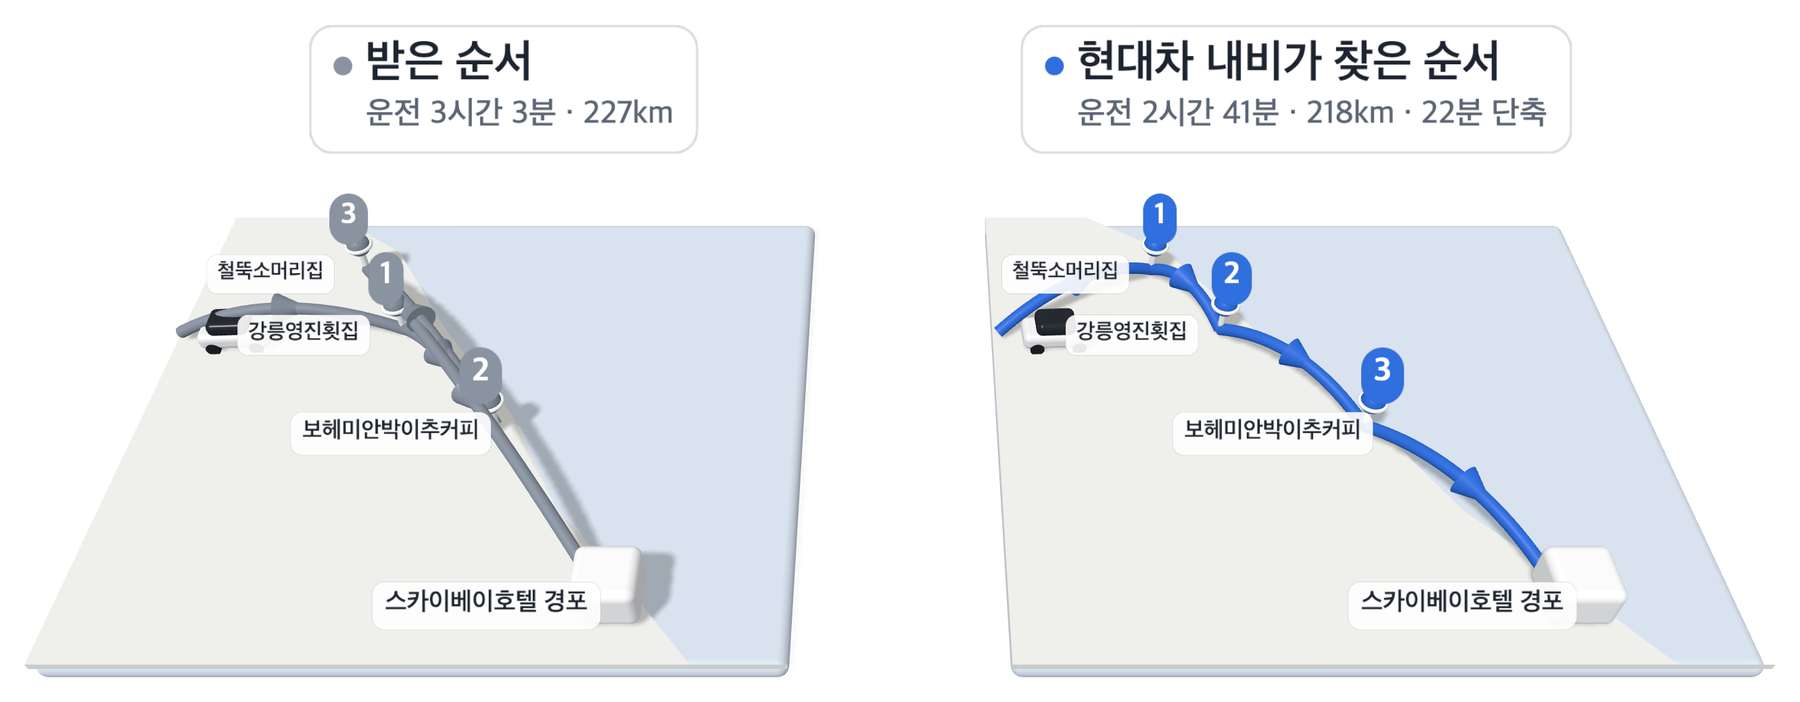 받은 순서
운전 3시간 3분 · 227km
3
철뚝소머리집
1
강릉영진횟집
2
보헤미안박이추커피
스카이베이호텔 경포
현대차 내비가 찾은 순서
운전 2시간 41분 · 218km · 22분 단축
1
철뚝소머리집
2
강릉영진횟집
3
보헤미안박이추커피
스카이베이호텔 경포